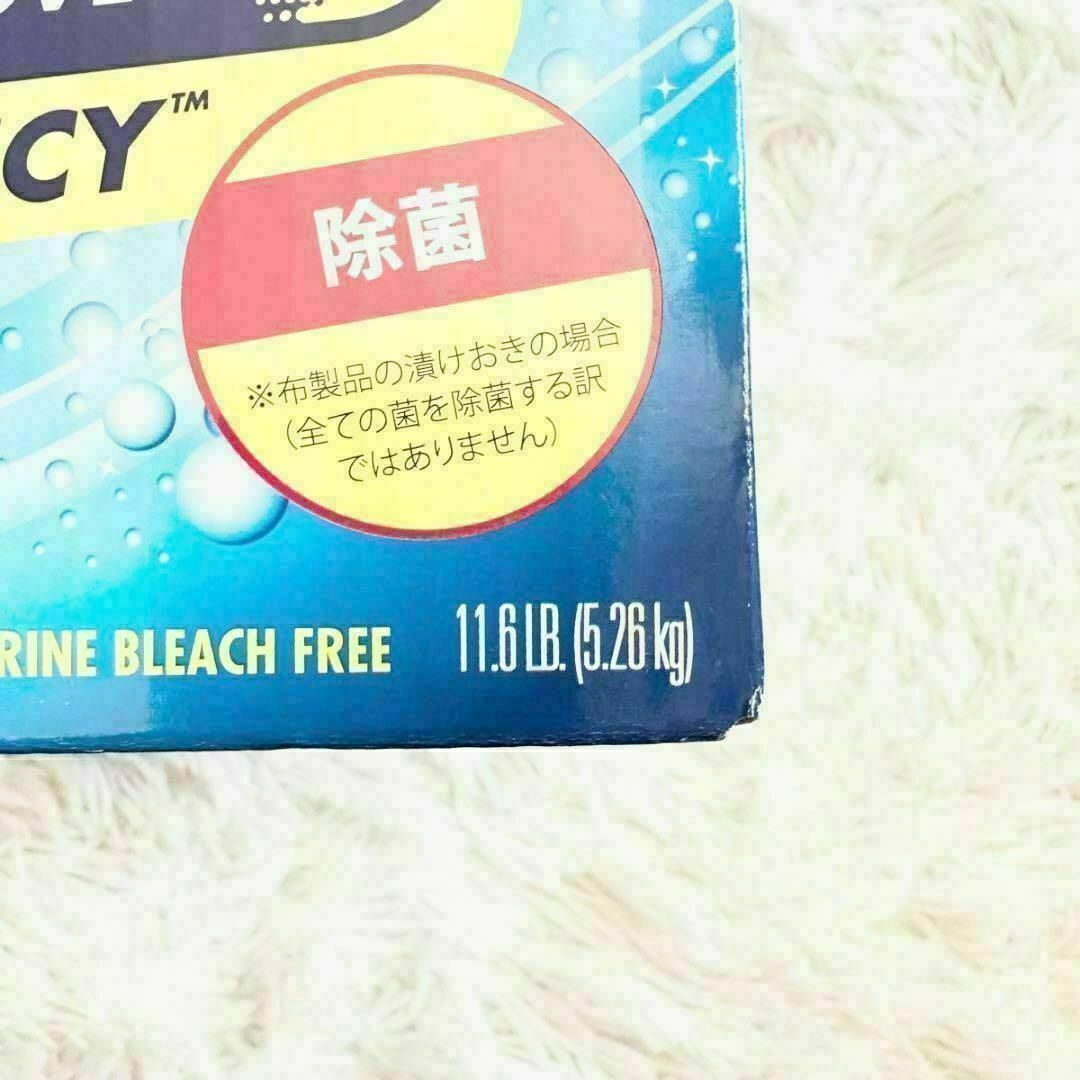 CY™
除菌
※布製品の漬けおきの場合
(全ての菌を除菌する訳
ではありません)
RINE BLEACH FREE
11.6 LB. (5.26 kg)